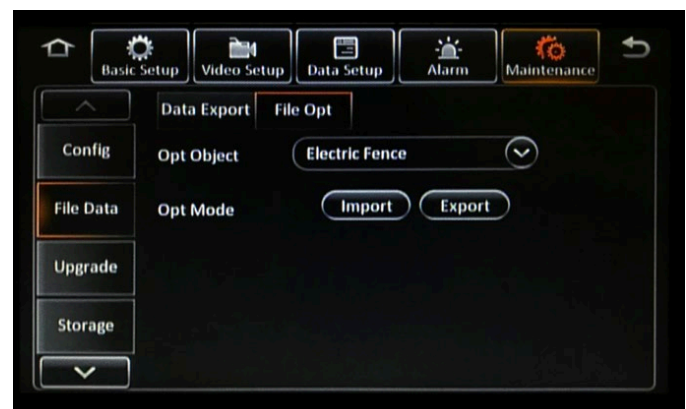 Basic Setup
Video Setup
Data Setup
Alarm
Maintenance
Data Export
File Opt
Config
Opt Object
Electric Fence
File Data
Opt Mode
Import
Export
Upgrade
Storage